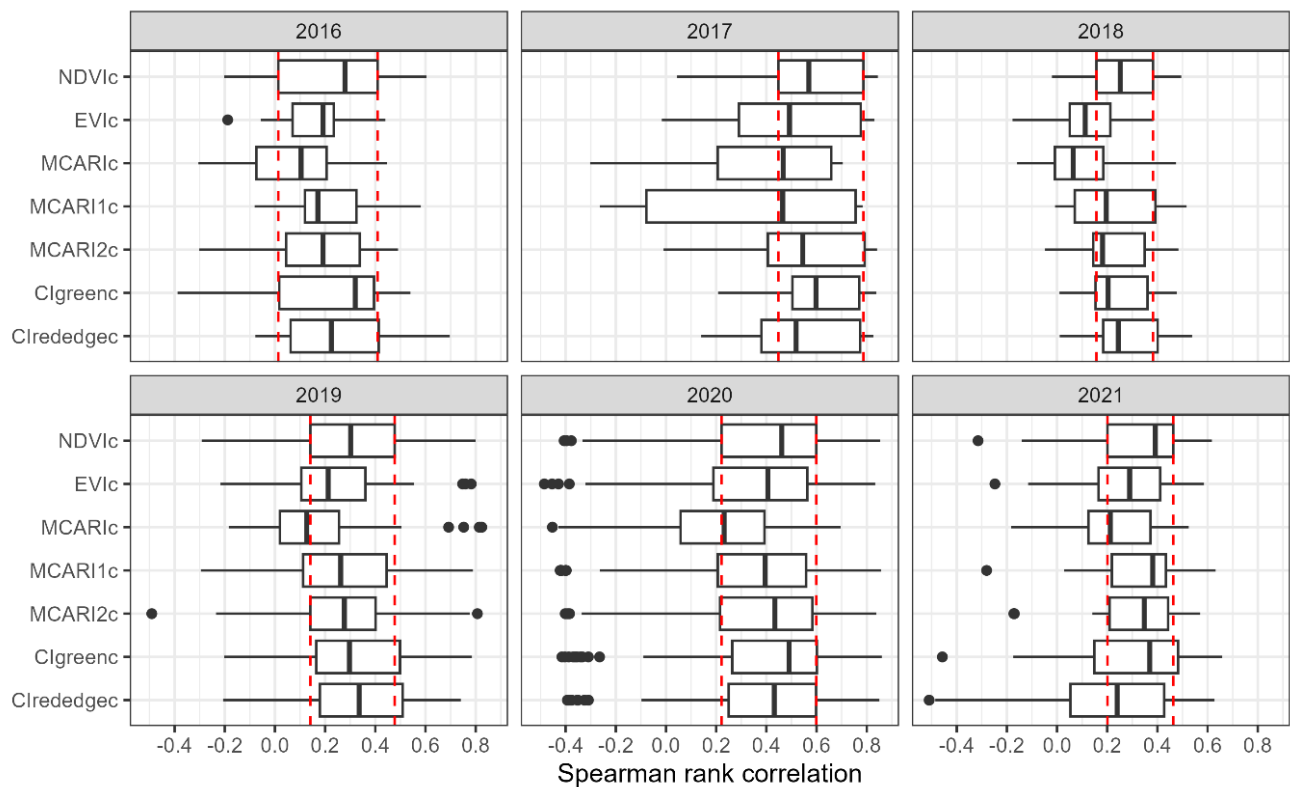 2016 2017 2018
NDVIc
EVIc
MCARIc
MCARI1c
MCARI2c
CIgreenc
CIrededgec
2019 2020 2021
NDVIc
EVIc
MCARIc
MCARI1c
MCARI2c
CIgreenc
CIrededgec
-0.4 -0.2 0.0 0.2 0.4 0.6 0.8 -0.4 -0.2 0.0 0.2 0.4 0.6 0.8 -0.4 -0.2 0.0 0.2 0.4 0.6 0.8
Spearman rank correlation